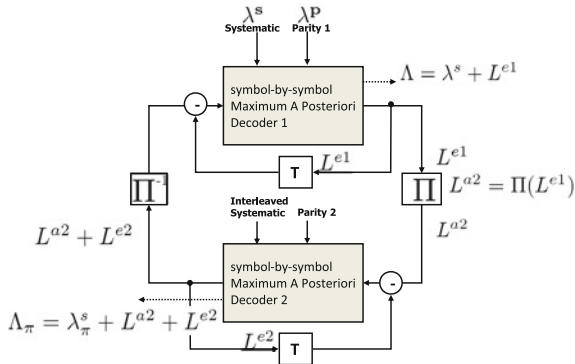 λ^s λ^p
Systematic Parity 1
Λ = λ^s + L^{e1}
symbol-by-symbol
Maximum A Posteriori
Decoder 1
-
L^{e1}
T
L^{e1}
∏^{-1}
∏
L^{a2} = Π(L^{e1})
L^{a2}
Interleaved
Systematic
Parity 2
L^{a2} + L^{e2}
symbol-by-symbol
Maximum A Posteriori
Decoder 2
-
Λ_π = λ^s_π + L^{a2} + L^{e2}
L^{e2}
T